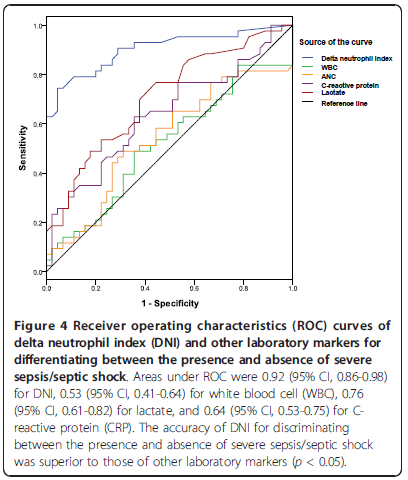 1.0
0.8
0.6
0.4
0.2
0.0
Sensitivity
0.0 0.2 0.4 0.6 0.8 1.0
1 - Specificity
Source of the curve
Delta neutrophil index
WBC
ANC
C-reactive protein
Lactate
Reference line
Figure 4 Receiver operating characteristics (ROC) curves of
delta neutrophil index (DNI) and other laboratory markers for
differentiating between the presence and absence of severe
sepsis/septic shock. Areas under ROC were 0.92 (95% CI, 0.86-0.98)
for DNI, 0.53 (95% CI, 0.41-0.64) for white blood cell (WBC), 0.76
(95% CI, 0.61-0.82) for lactate, and 0.64 (95% CI, 0.53-0.75) for C-
reactive protein (CRP). The accuracy of DNI for discriminating
between the presence and absence of severe sepsis/septic shock
was superior to those of other laboratory markers (p < 0.05).